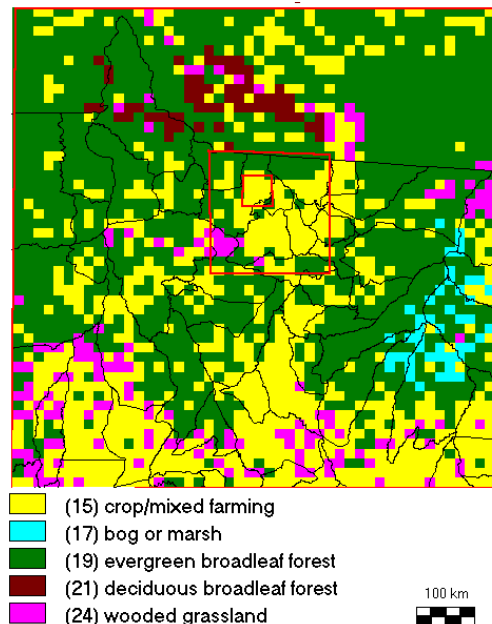 (15) crop/mixed farming
(17) bog or marsh
(19) evergreen broadleaf forest
(21) deciduous broadleaf forest
(24) wooded grassland
100 km